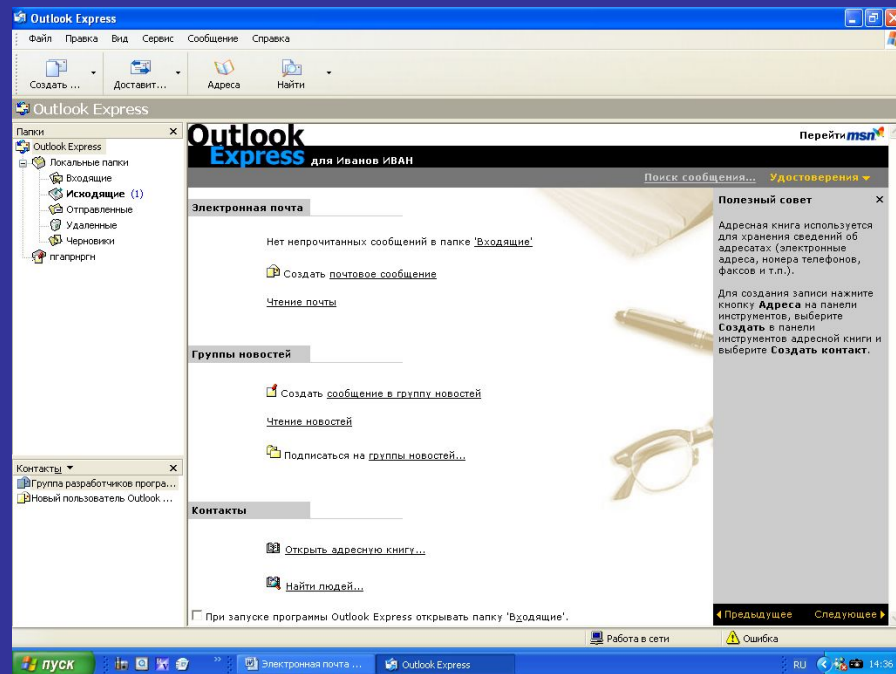 Outlook Express
Файл Правка Вид Сервис Сообщение Справка
Создать ... Доставит... Адреса Найти
Outlook Express
Папки
Outlook Express
Локальные папки
Входящие
Исходящие (1)
Отправленные
Удаленные
Черновики
пгапрнргн
Контакты
Группа разработчиков програ...
Новый пользователь Outlook ...
Outlook Express для Иванов ИВАН
Перейти msn
Поиск сообщения... Удостоверения
Электронная почта
Нет непрочитанных сообщений в папке 'Входящие'
Создать почтовое сообщение
Чтение почты
Группы новостей
Создать сообщение в группу новостей
Чтение новостей
Подписаться на группы новостей...
Контакты
Открыть адресную книгу...
Найти людей...
При запуске программы Outlook Express открывать папку 'Входящие'.
Полезный совет
Адресная книга используется
для хранения сведений об
адресатах (электронные
адреса, номера телефонов,
факсов и т.п.).
Для создания записи нажмите
кнопку Адреса на панели
инструментов, выберите
Создать в панели
инструментов адресной книги и
выберите Создать контакт.
Предыдущее Следующее
Работа в сети Ошибка
пуск Электронная почта ... Outlook Express RU 14:36